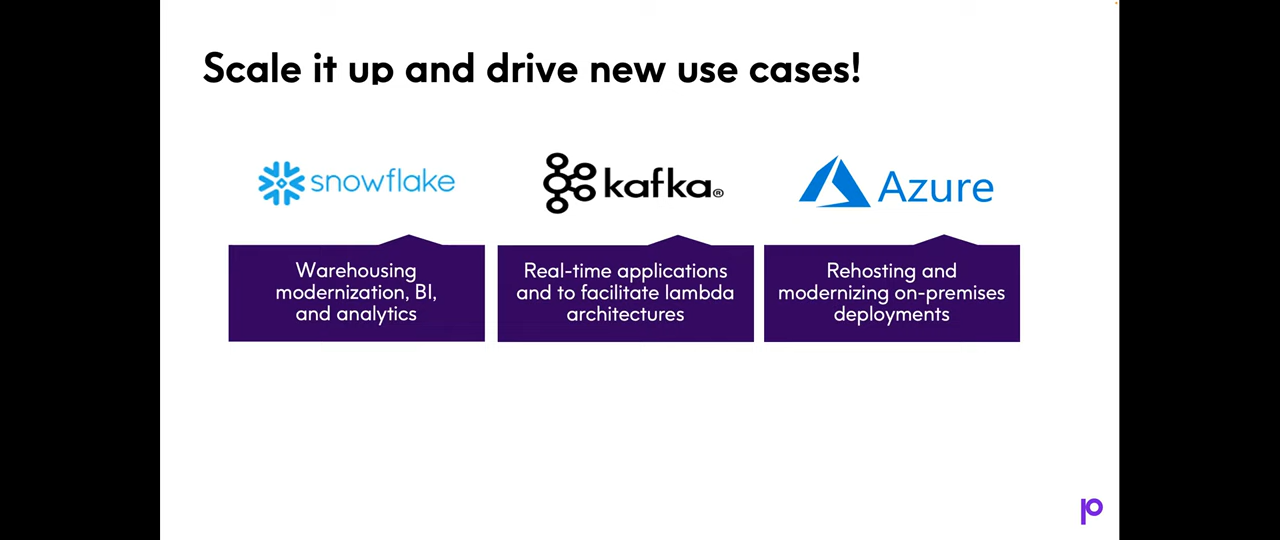 Scale it up and drive new use cases!
snowflake
kafka®
Azure
Warehousing
modernization, BI,
and analytics
Real-time applications
and to facilitate lambda
architectures
Rehosting and
modernizing on-premises
deployments